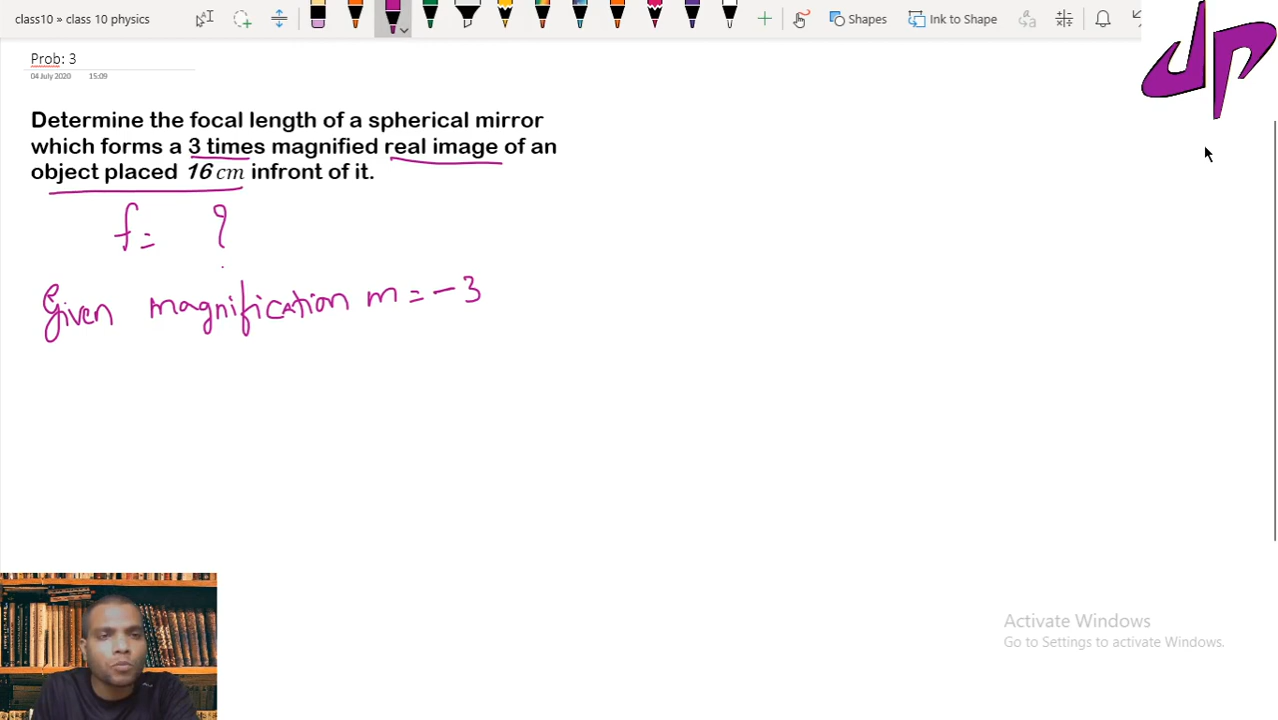 class10 » class 10 physics
Shapes
Ink to Shape
Prob: 3
04 July 2020 15:09
Determine the focal length of a spherical mirror
which forms a 3 times magnified real image of an
object placed 16 cm infront of it.
f = ?
Given magnification m = -3
Activate Windows
Go to Settings to activate Windows.
dp